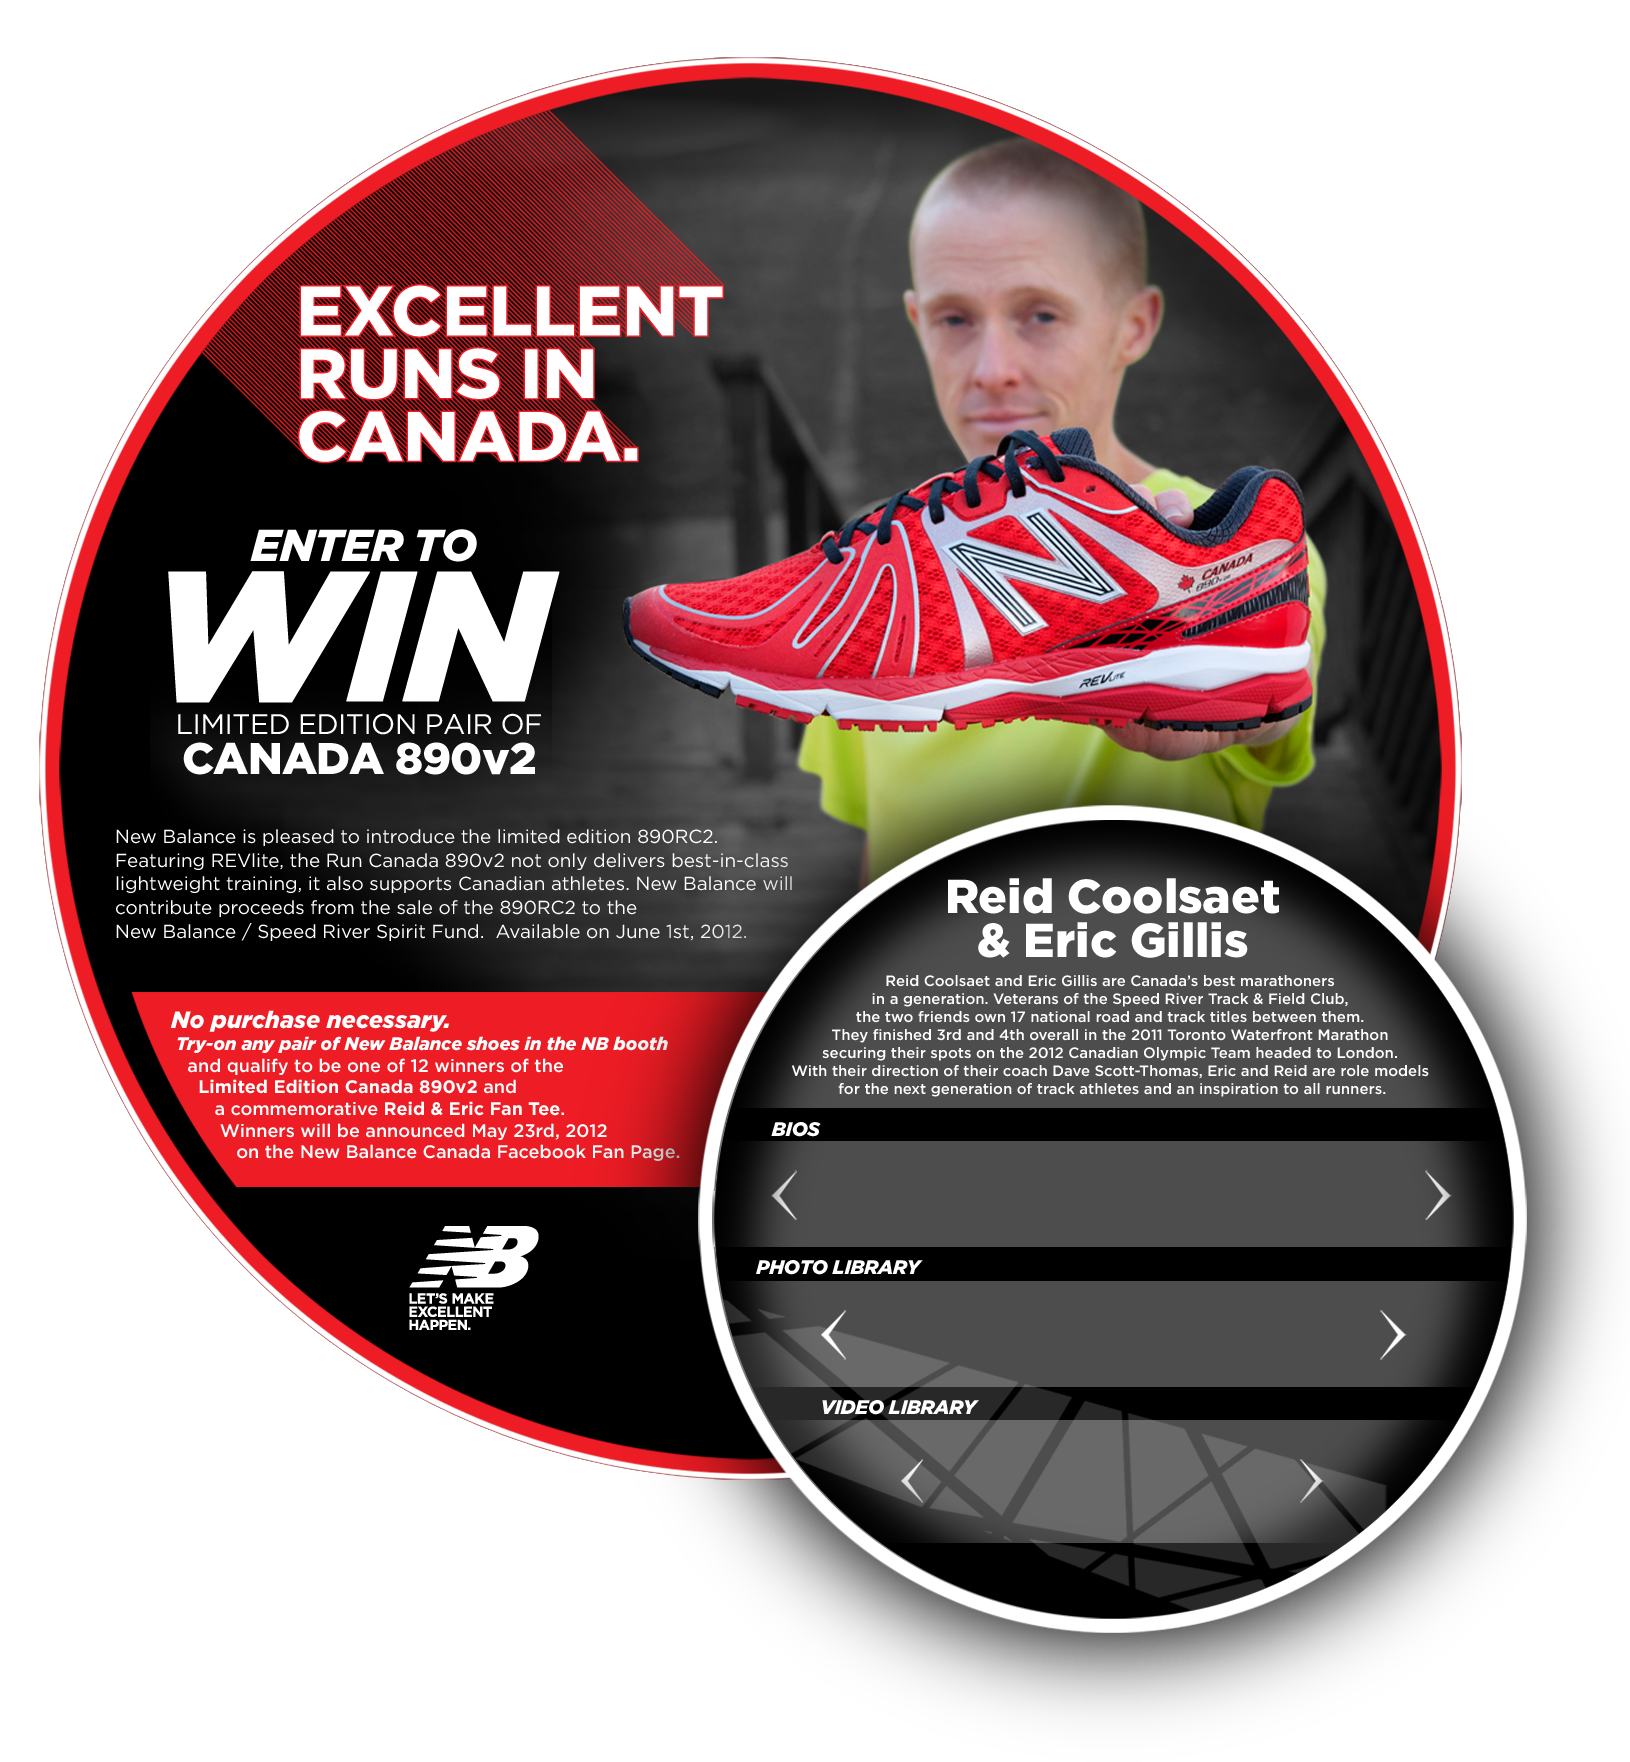 EXCELLENT
RUNS IN
CANADA.
ENTER TO
WIN
LIMITED EDITION PAIR OF
CANADA 890v2
N
CANADA
REVLITE
New Balance is pleased to introduce the limited edition 890RC2.
Featuring REVlite, the Run Canada 890v2 not only delivers best-in-class
lightweight training, it also supports Canadian athletes. New Balance will
contribute proceeds from the sale of the 890RC2 to the
New Balance / Speed River Spirit Fund.  Available on June 1st, 2012.
No purchase necessary.
Try-on any pair of New Balance shoes in the NB booth
and qualify to be one of 12 winners of the
Limited Edition Canada 890v2 and
a commemorative Reid & Eric Fan Tee.
Winners will be announced May 23rd, 2012
on the New Balance Canada Facebook Fan Page.
NB
LET'S MAKE
EXCELLENT
HAPPEN.
Reid Coolsaet
& Eric Gillis
Reid Coolsaet and Eric Gillis are Canada's best marathoners
in a generation. Veterans of the Speed River Track & Field Club,
the two friends own 17 national road and track titles between them.
They finished 3rd and 4th overall in the 2011 Toronto Waterfront Marathon
securing their spots on the 2012 Canadian Olympic Team headed to London.
With their direction of their coach Dave Scott-Thomas, Eric and Reid are role models
for the next generation of track athletes and an inspiration to all runners.
BIOS
PHOTO LIBRARY
VIDEO LIBRARY